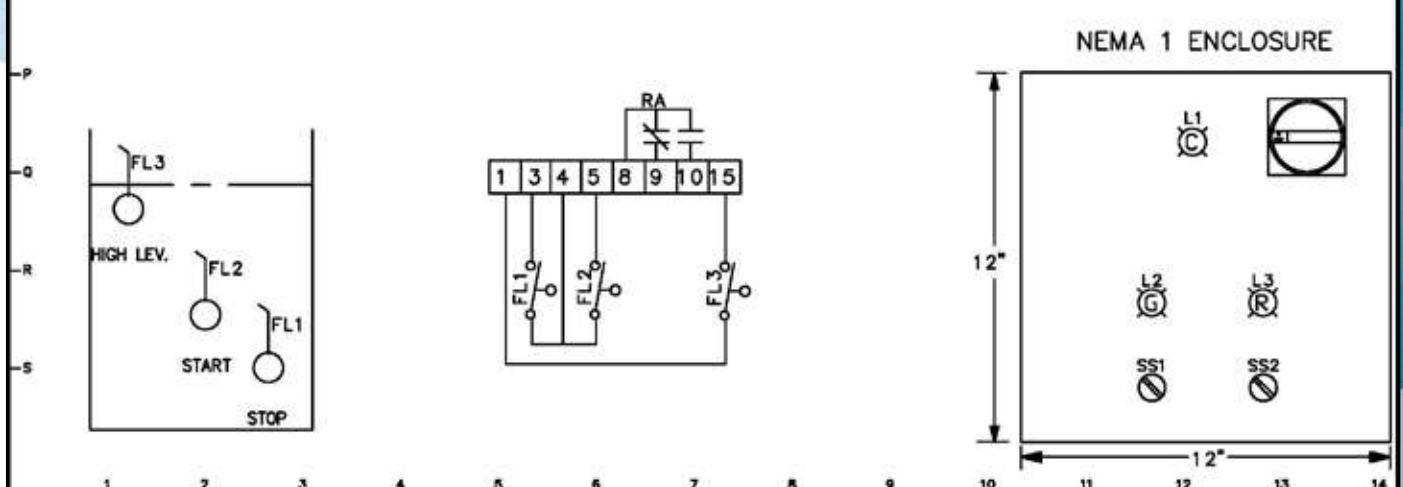 NEMA 1 ENCLOSURE
P
Q
R
S
FL3
HIGH LEV.
FL2
START
FL1
STOP
RA
1 3 4 5 8 9 10 15
FL1
FL2
FL3
12"
L1
C
L2
G
L3
R
SS1
SS2
12"
1 2 3 4 5 6 7 8 9 10 11 12 13 14